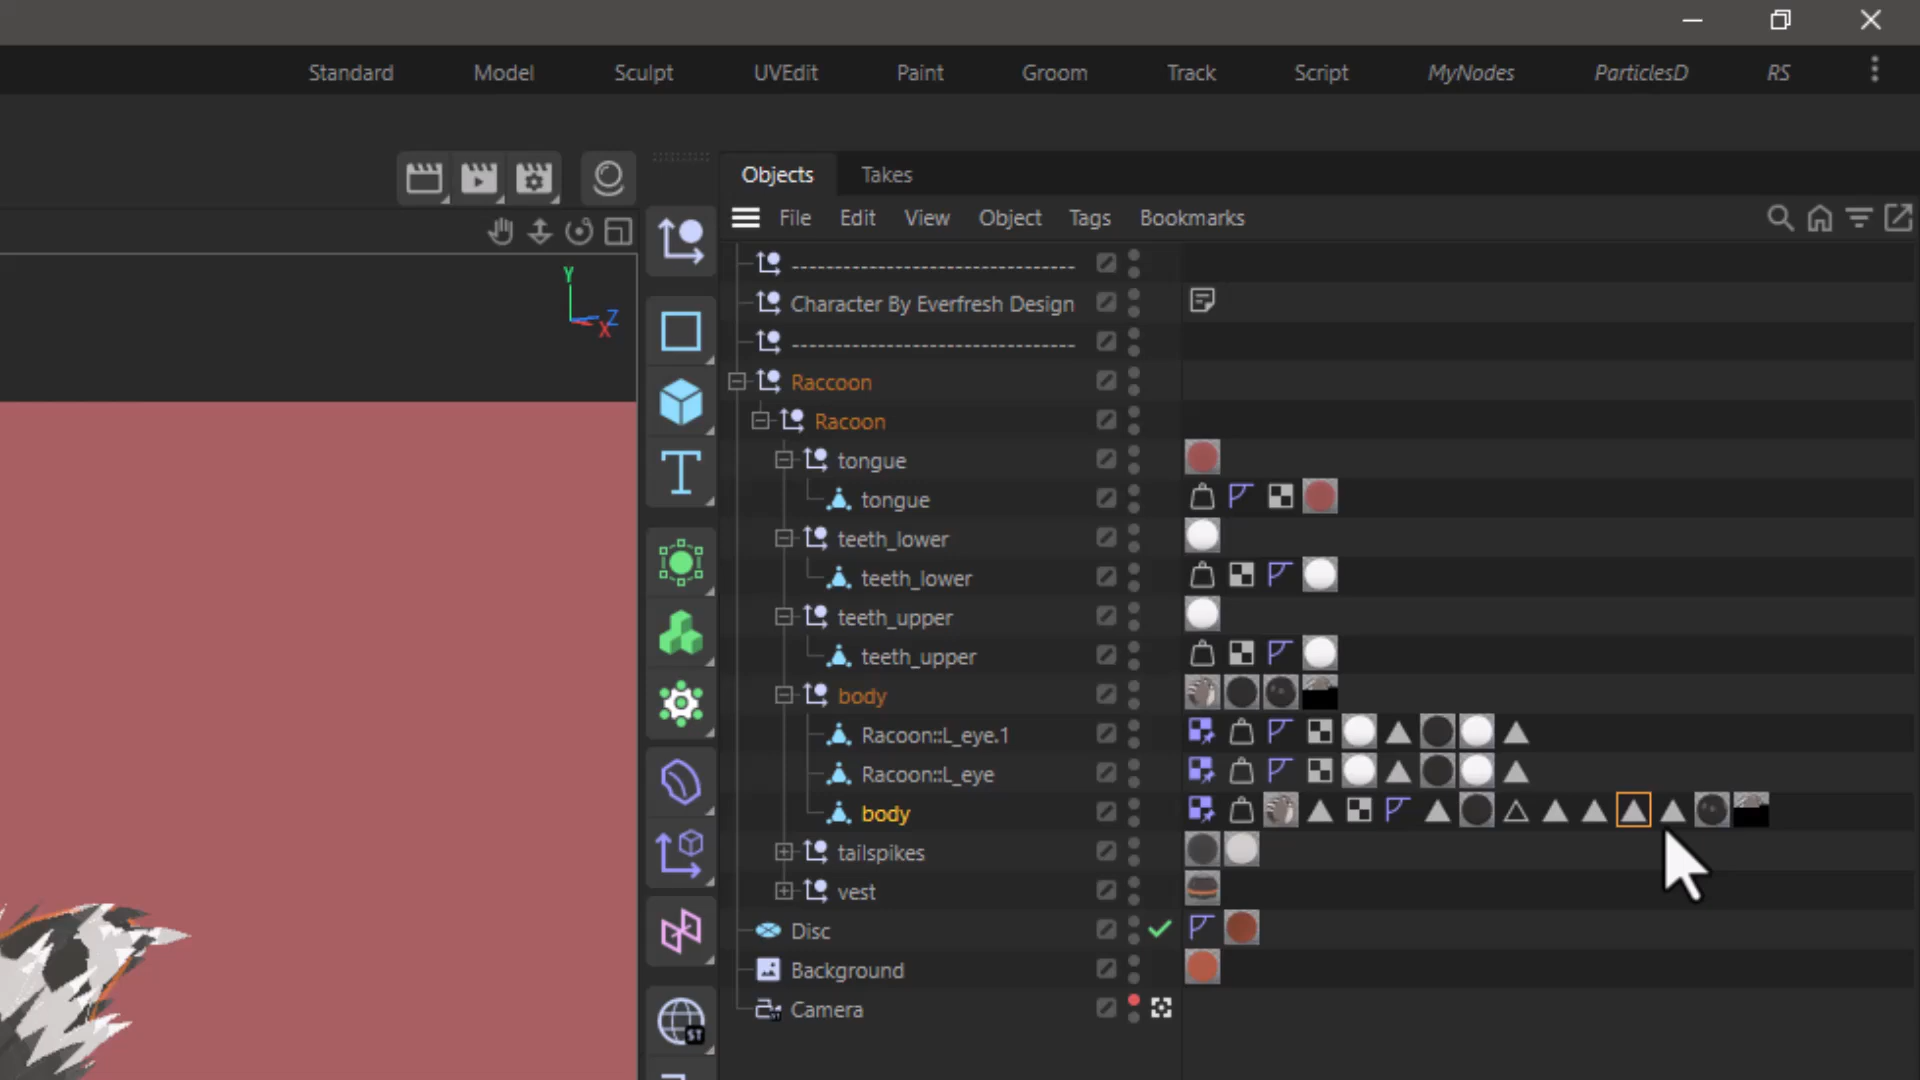 Standard Model Sculpt UVEdit Paint Groom Track Script MyNodes ParticlesD RS
Objects Takes
File Edit View Object Tags Bookmarks
Y
Z
X
--------------------------------
Character By Everfresh Design
--------------------------------
Raccoon
Racoon
tongue
tongue
teeth_lower
teeth_lower
teeth_upper
teeth_upper
body
Racoon::L_eye.1
Racoon::L_eye
body
tailspikes
vest
Disc
Background
Camera
ST